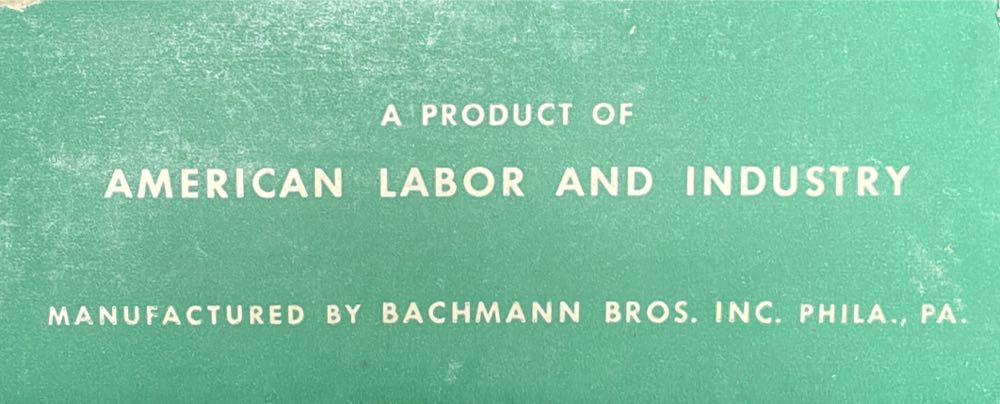 A PRODUCT OF
AMERICAN LABOR AND INDUSTRY
MANUFACTURED BY BACHMANN BROS. INC. PHILA., PA.